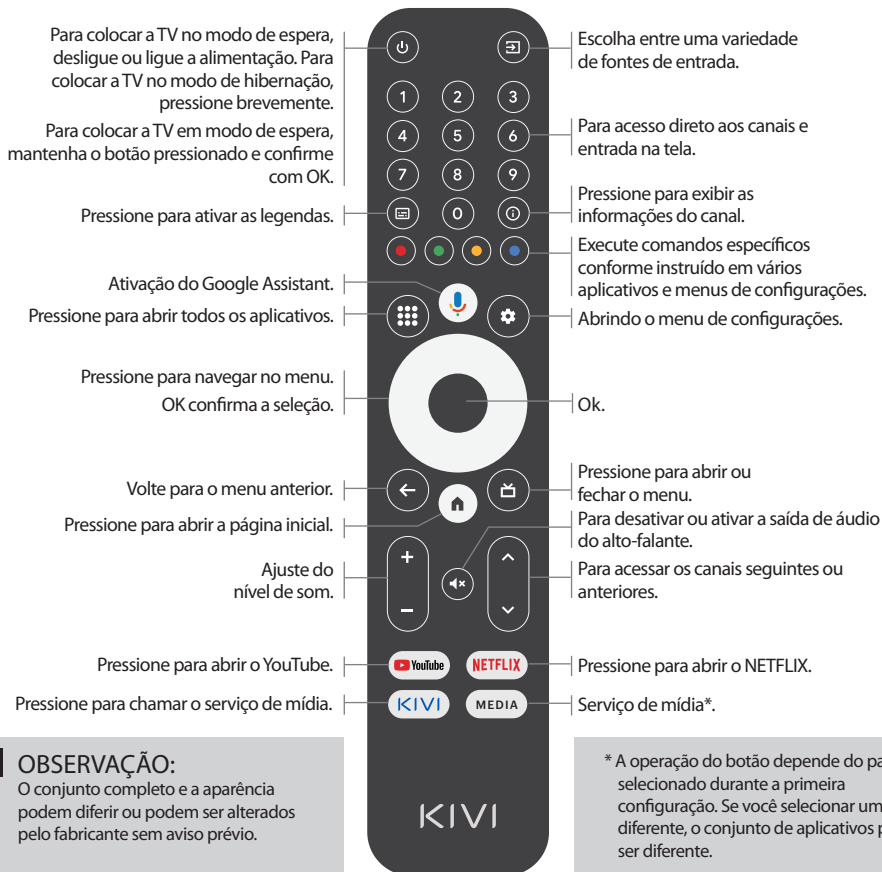 Para colocar a TV no modo de espera,
desligue ou ligue a alimentação. Para
colocar a TV no modo de hibernação,
pressione brevemente.
Para colocar a TV em modo de espera,
mantenha o botão pressionado e confirme
com OK.
Pressione para ativar as legendas.
Ativação do Google Assistant.
Pressione para abrir todos os aplicativos.
Pressione para navegar no menu.
OK confirma a seleção.
Volte para o menu anterior.
Pressione para abrir a página inicial.
Ajuste do
nível de som.
Pressione para abrir o YouTube.
Pressione para chamar o serviço de mídia.
1 2 3
4 5 6
7 8 9
0
YouTube NETFLIX
KIVI MEDIA
KIVI
Escolha entre uma variedade
de fontes de entrada.
Para acesso direto aos canais e
entrada na tela.
Pressione para exibir as
informações do canal.
Execute comandos específicos
conforme instruído em vários
aplicativos e menus de configurações.
Abrindo o menu de configurações.
Ok.
Pressione para abrir ou
fechar o menu.
Para desativar ou ativar a saída de áudio
do alto-falante.
Para acessar os canais seguintes ou
anteriores.
Pressione para abrir o NETFLIX.
Serviço de mídia*.
OBSERVAÇÃO:
O conjunto completo e a aparência
podem diferir ou podem ser alterados
pelo fabricante sem aviso prévio.
* A operação do botão depende do
selecionado durante a primeira
configuração. Se você selecionar
diferente, o conjunto de aplicativos
ser diferente.